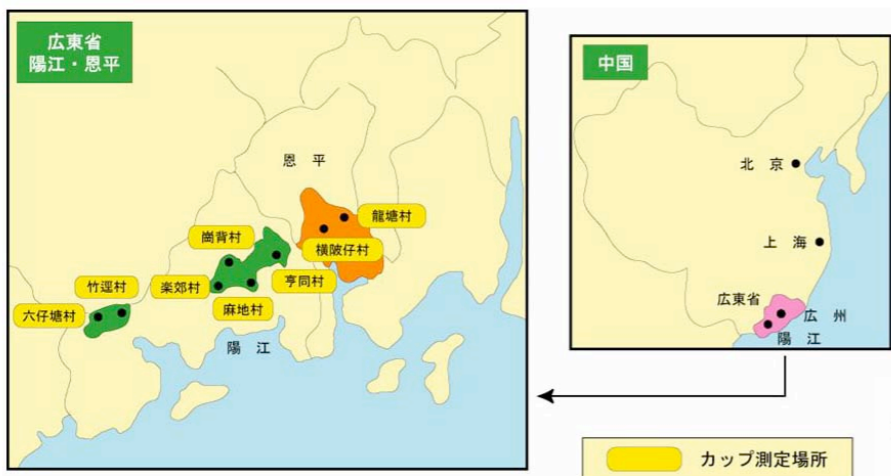 広東省
陽江・恩平
恩 平
龍塘村
崗背村
横陂仔村
竹逕村
楽郊村
亨同村
六仔塘村
麻地村
陽 江
中国
北 京
上 海
広東省
広 州
陽 江
カップ測定場所